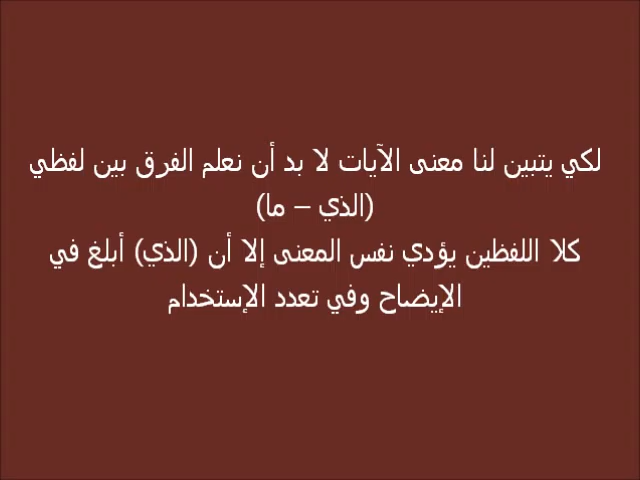 لكي يتبين لنا معنى الآيات لا بد أن نعلم الفرق بين لفظي
(الذي – ما)
كلا اللفظين يؤدي نفس المعنى إلا أن (الذي) أبلغ في
الإيضاح وفي تعدد الإستخدام